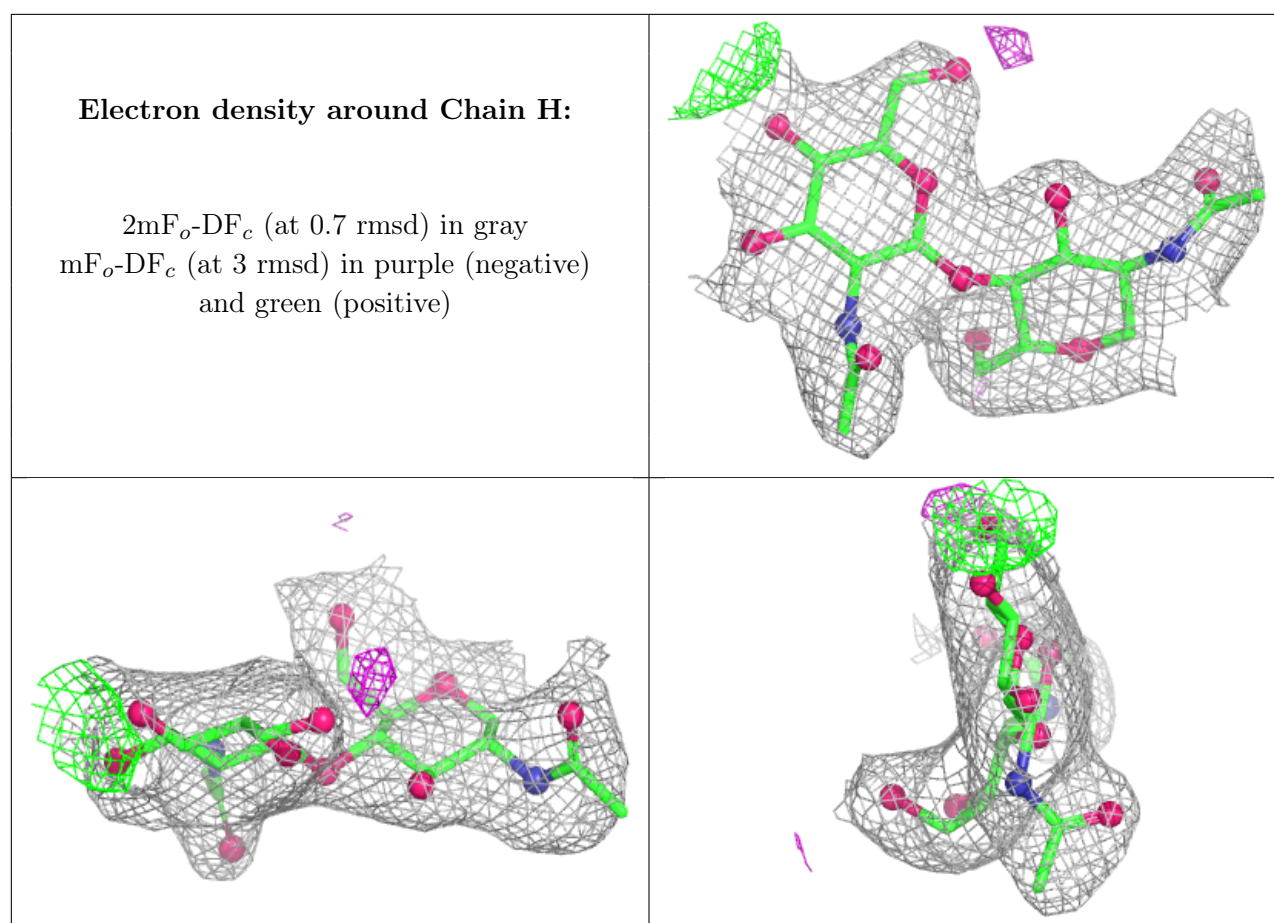 Electron density around Chain H:
2mFo-DFc (at 0.7 rmsd) in gray
mFo-DFc (at 3 rmsd) in purple (negative)
and green (positive)